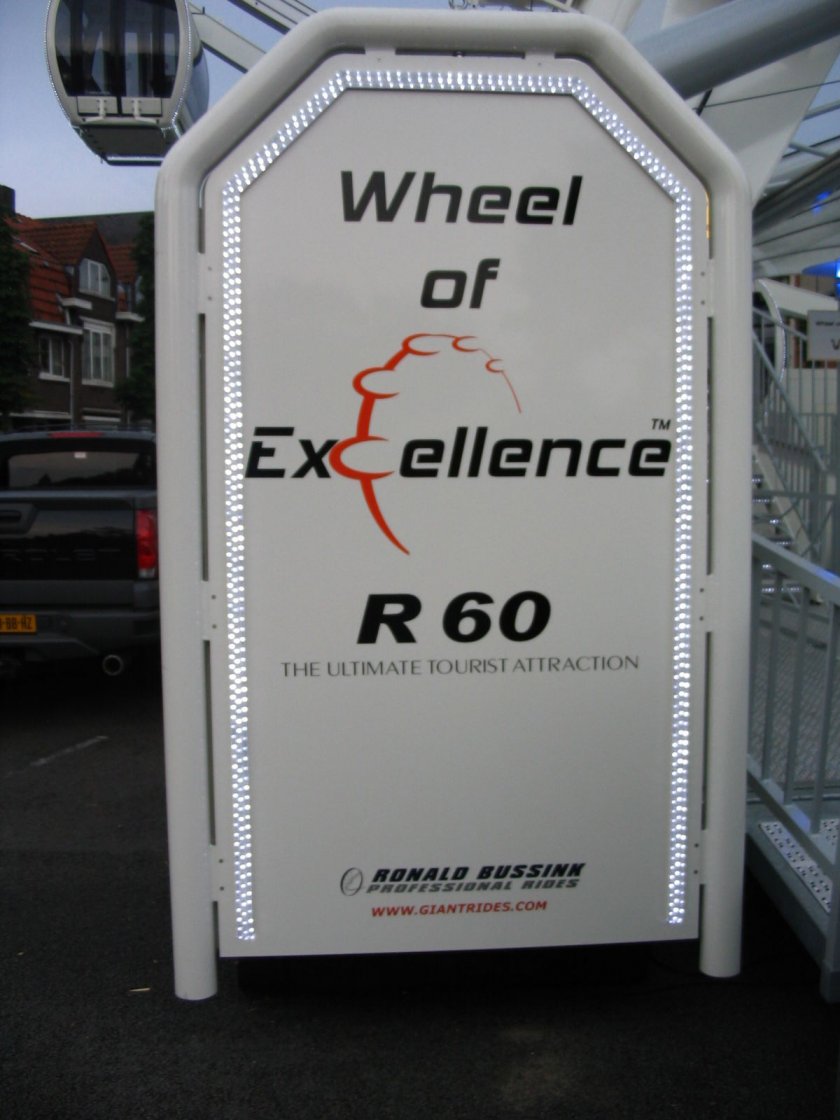 Wheel
of
Excellence™
R 60
THE ULTIMATE TOURIST ATTRACTION
RONALD BUSSINK
PROFESSIONAL RIDES
WWW.GIANTRIDES.COM